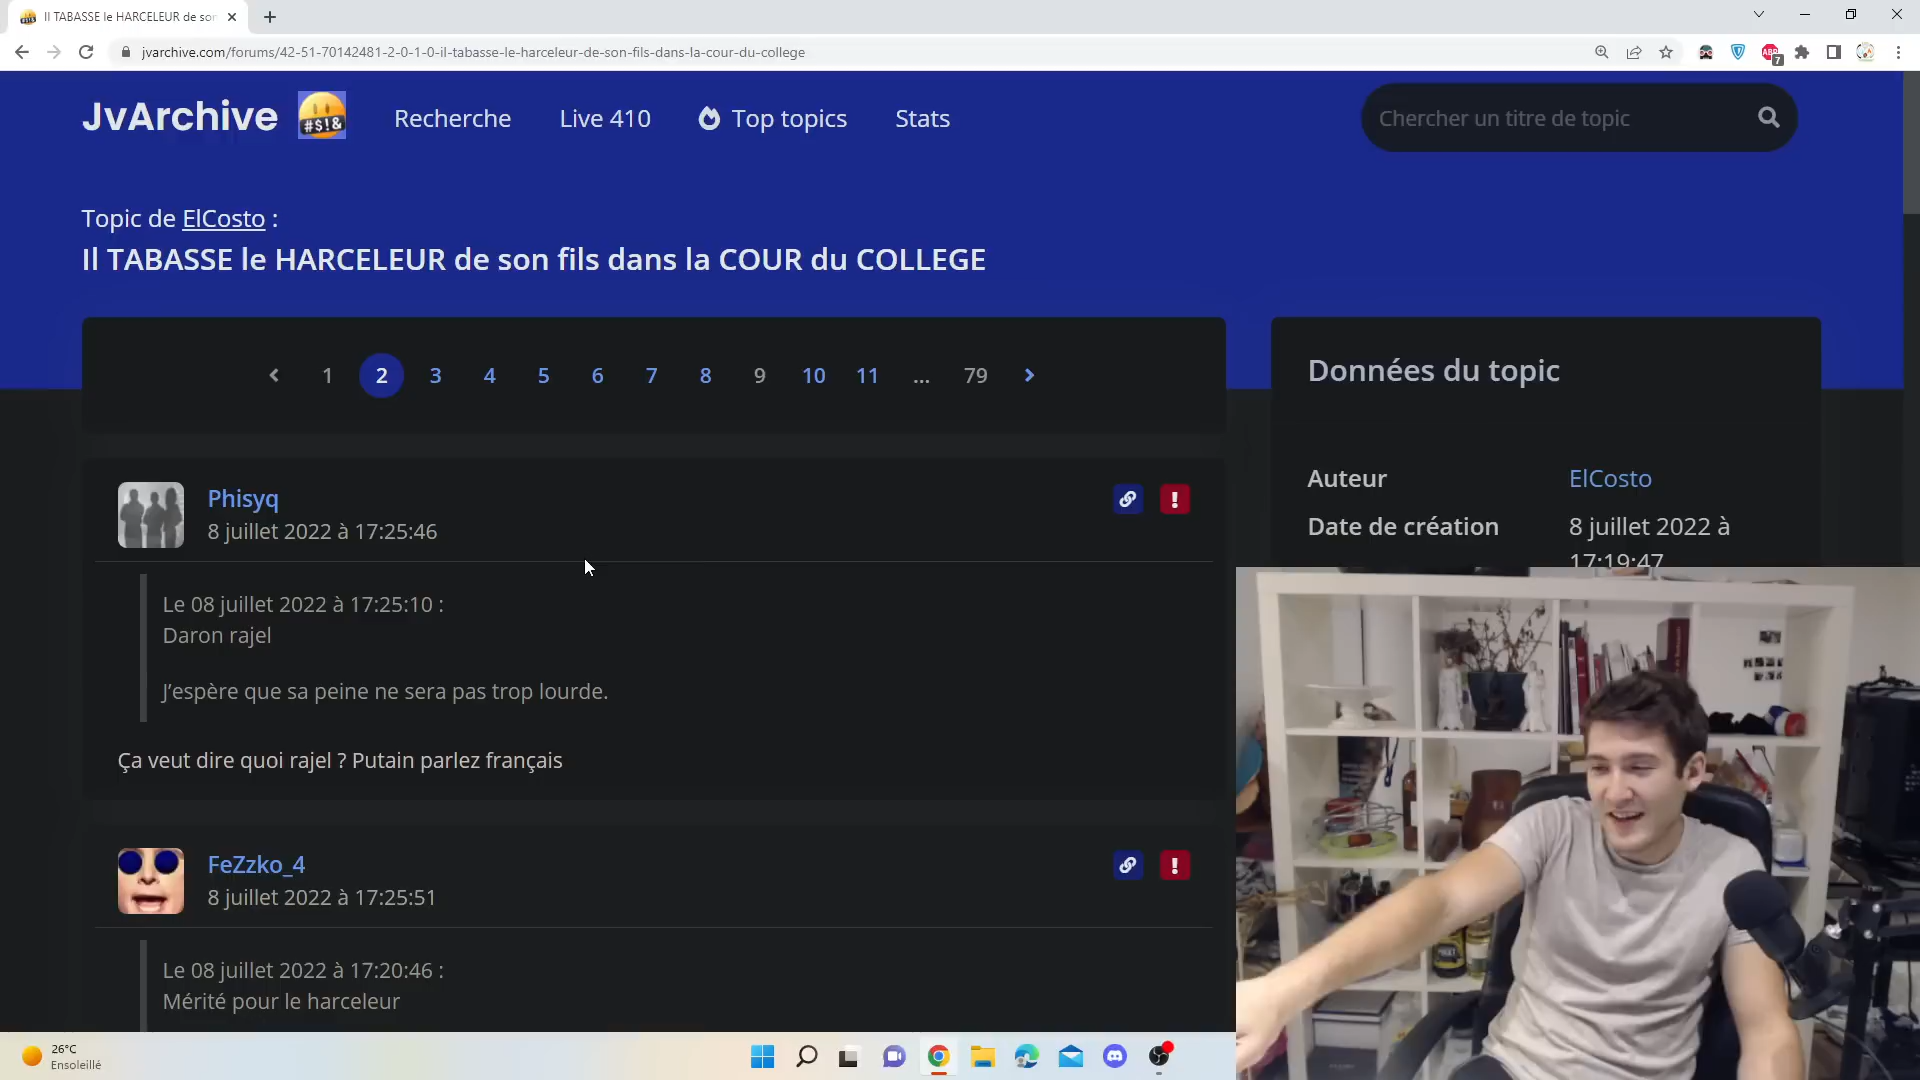 Il TABASSE le HARCELEUR de son
jvarchive.com/forums/42-51-70142481-2-0-1-0-il-tabasse-le-harceleur-de-son-fils-dans-la-cour-du-college
ABP
7
JvArchive
#$!&
Recherche
Live 410
Top topics
Stats
Chercher un titre de topic
Topic de ElCosto :
Il TABASSE le HARCELEUR de son fils dans la COUR du COLLEGE
1 2 3 4 5 6 7 8 9 10 11 ... 79
Données du topic
Auteur ElCosto
Date de création 8 juillet 2022 à
17:19:47
Phisyq
8 juillet 2022 à 17:25:46
Le 08 juillet 2022 à 17:25:10 :
Daron rajel
J’espère que sa peine ne sera pas trop lourde.
Ça veut dire quoi rajel ? Putain parlez français
FeZzko_4
8 juillet 2022 à 17:25:51
Le 08 juillet 2022 à 17:20:46 :
Mérité pour le harceleur
26°C
Ensoleillé